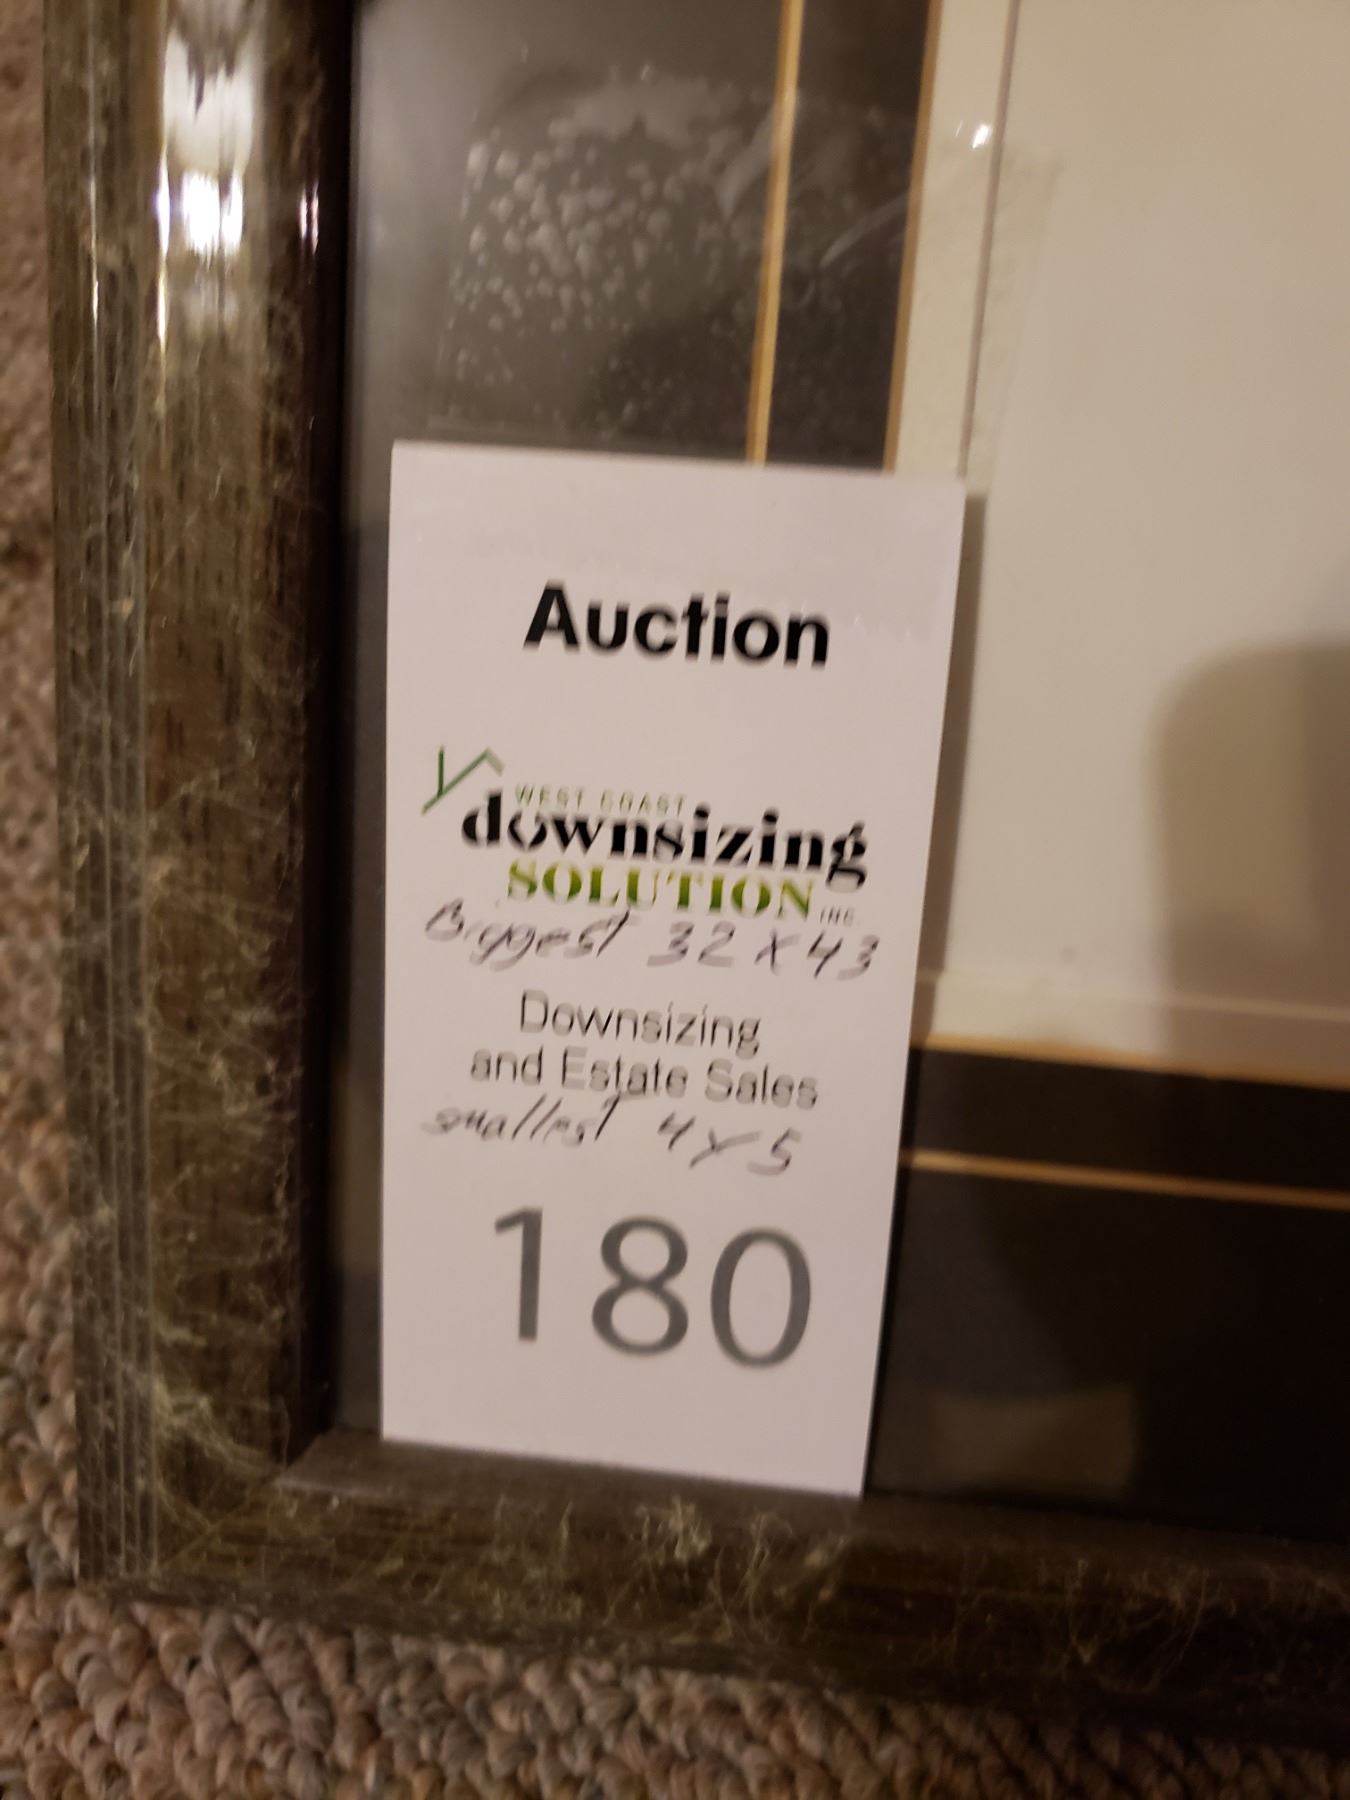 Auction
WEST COAST
downsizing
SOLUTION INC.
Biggest 32 x 43
Downsizing
and Estate Sales
smallest 4 x 5
180